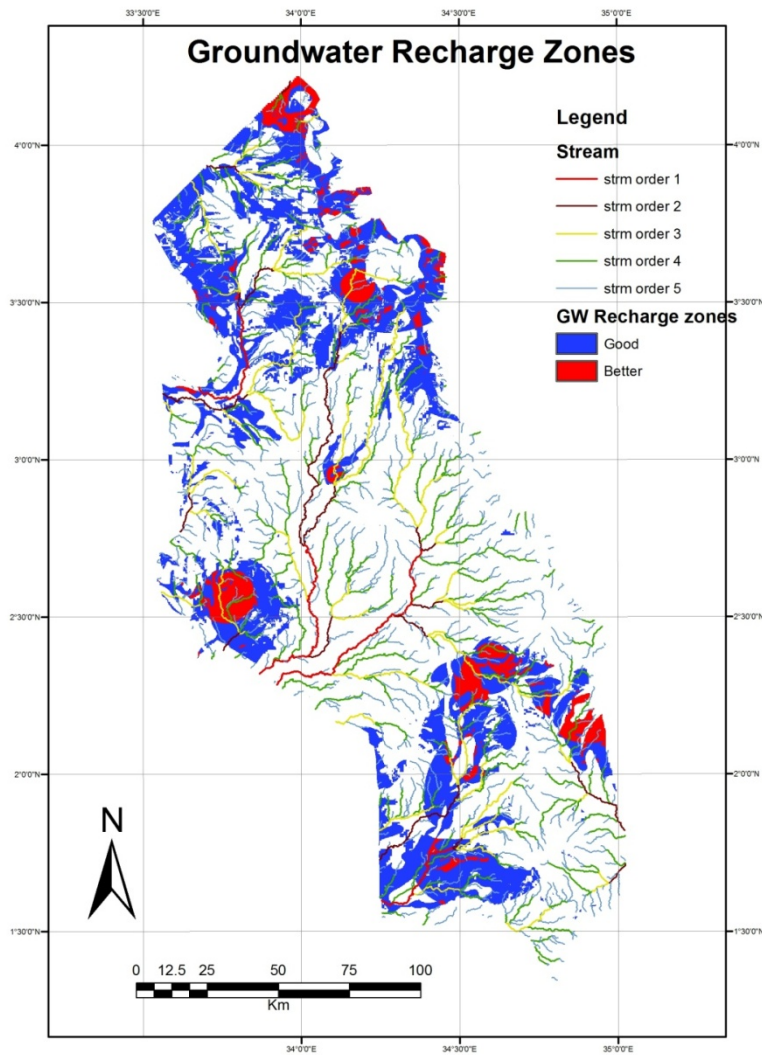 33°30'0"E 34°0'0"E 34°30'0"E 35°0'0"E
Groundwater Recharge Zones
Legend
Stream
strm order 1
strm order 2
strm order 3
strm order 4
strm order 5
GW Recharge zones
Good
Better
4°0'0"N 4°0'0"N
3°30'0"N 3°30'0"N
3°0'0"N 3°0'0"N
2°30'0"N 2°30'0"N
2°0'0"N 2°0'0"N
1°30'0"N 1°30'0"N
N
0 12.5 25 50 75 100
Km
33°30'0"E 34°0'0"E 34°30'0"E 35°0'0"E